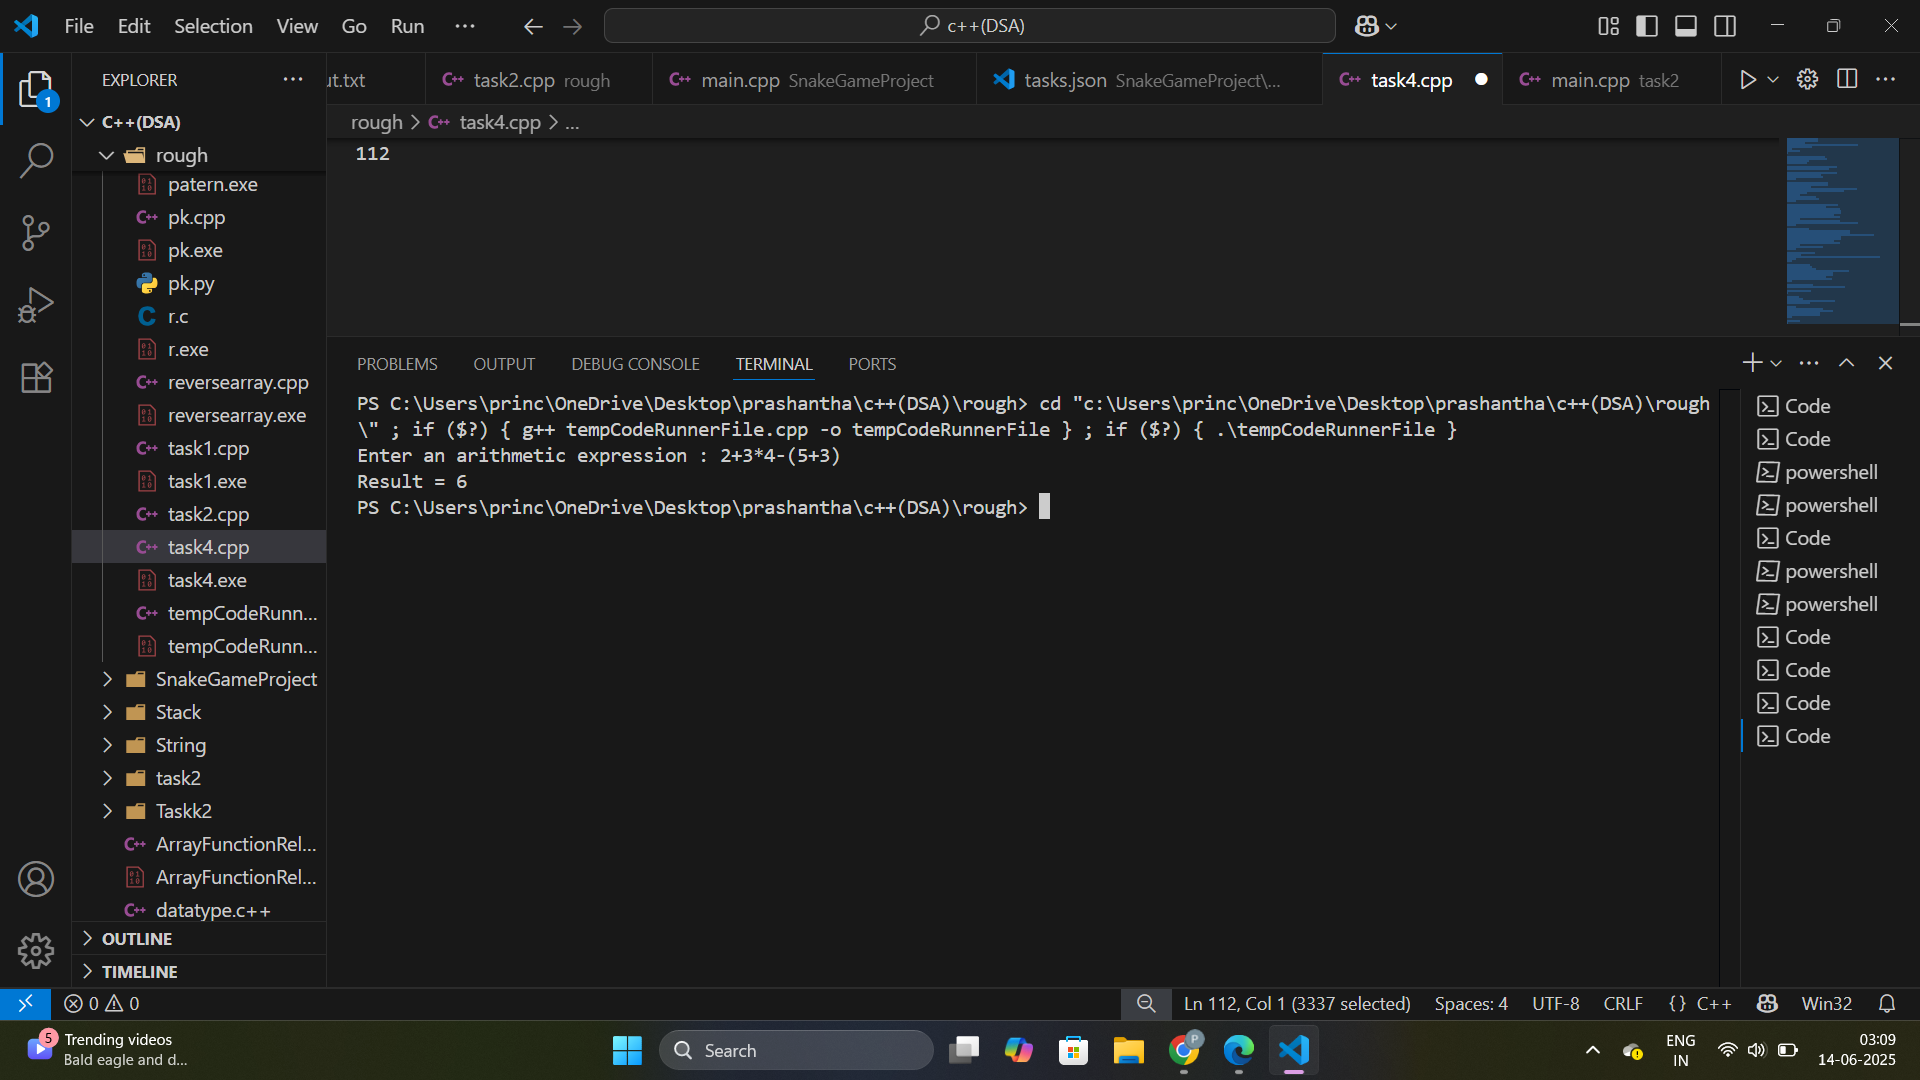 File Edit Selection View Go Run ...
c++(DSA)
EXPLORER
ut.txt
task2.cpp rough
main.cpp SnakeGameProject
tasks.json SnakeGameProject\...
task4.cpp
main.cpp task2
1
C++(DSA)
rough
patern.exe
pk.cpp
pk.exe
pk.py
r.c
r.exe
reversearray.cpp
reversearray.exe
task1.cpp
task1.exe
task2.cpp
task4.cpp
task4.exe
tempCodeRunn...
tempCodeRunn...
SnakeGameProject
Stack
String
task2
Taskk2
ArrayFunctionRel...
ArrayFunctionRel...
datatype.c++
OUTLINE
TIMELINE
rough > task4.cpp > ...
112
PROBLEMS OUTPUT DEBUG CONSOLE TERMINAL PORTS
PS C:\Users\princ\OneDrive\Desktop\prashantha\c++(DSA)\rough> cd "c:\Users\princ\OneDrive\Desktop\prashantha\c++(DSA)\rough
\" ; if ($?) { g++ tempCodeRunnerFile.cpp -o tempCodeRunnerFile } ; if ($?) { .\tempCodeRunnerFile }
Enter an arithmetic expression : 2+3*4-(5+3)
Result = 6
PS C:\Users\princ\OneDrive\Desktop\prashantha\c++(DSA)\rough>
Code
Code
powershell
powershell
Code
powershell
powershell
Code
Code
Code
Code
0 0
Ln 112, Col 1 (3337 selected) Spaces: 4 UTF-8 CRLF {} C++ Win32
5
Trending videos
Bald eagle and d...
Search
P
ENG
IN
03:09
14-06-2025